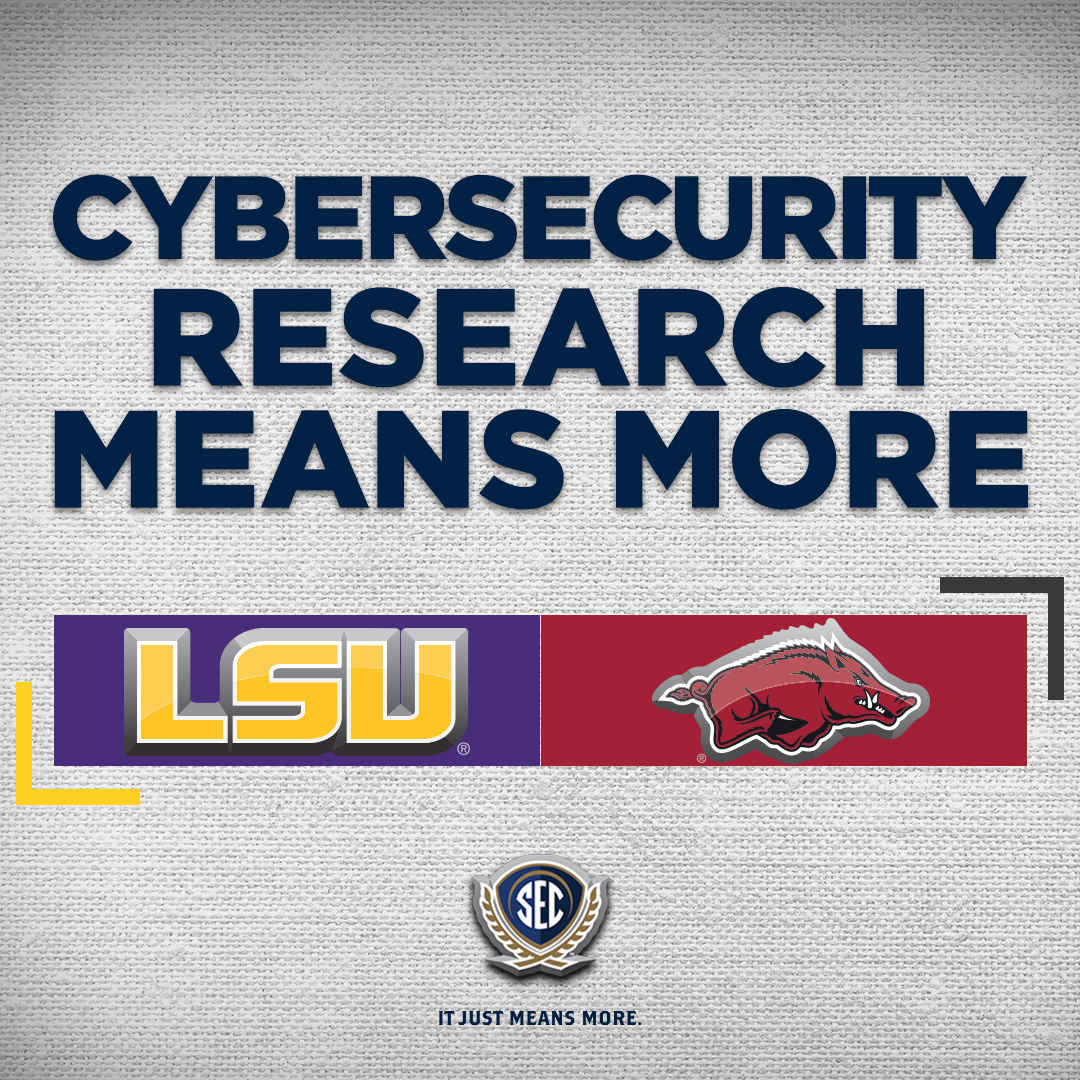 CYBERSECURITY
RESEARCH
MEANS MORE
LSU ®
®
SEC
IT JUST MEANS MORE.